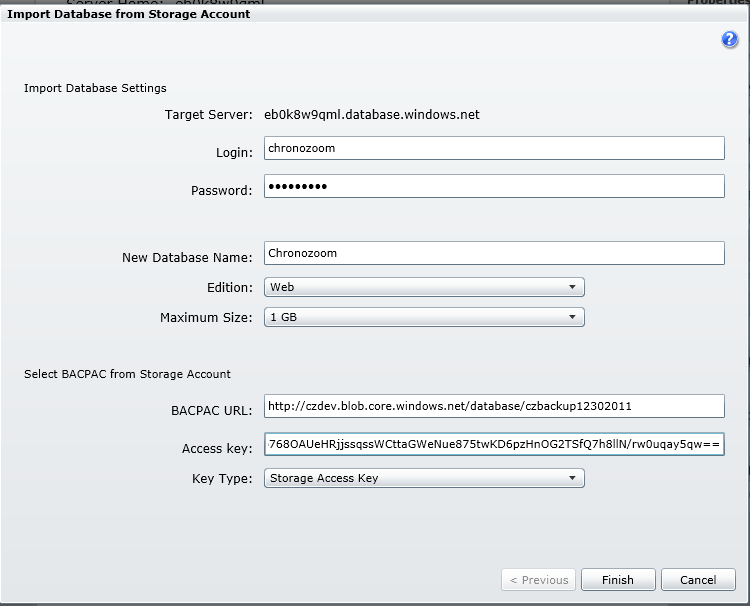 Import Database from Storage Account
?
Import Database Settings
Target Server: eb0k8w9qml.database.windows.net
Login: chronozoom
Password: •••••••••
New Database Name: Chronozoom
Edition: Web
Maximum Size: 1 GB
Select BACPAC from Storage Account
BACPAC URL: http://czdev.blob.core.windows.net/database/czbackup12302011
Access key: 768OAUeHRjjssqssWCttaGWeNue875twKD6pzHnOG2TSfQ7h8llN/rw0uqay5qw==
Key Type: Storage Access Key
< Previous Finish Cancel